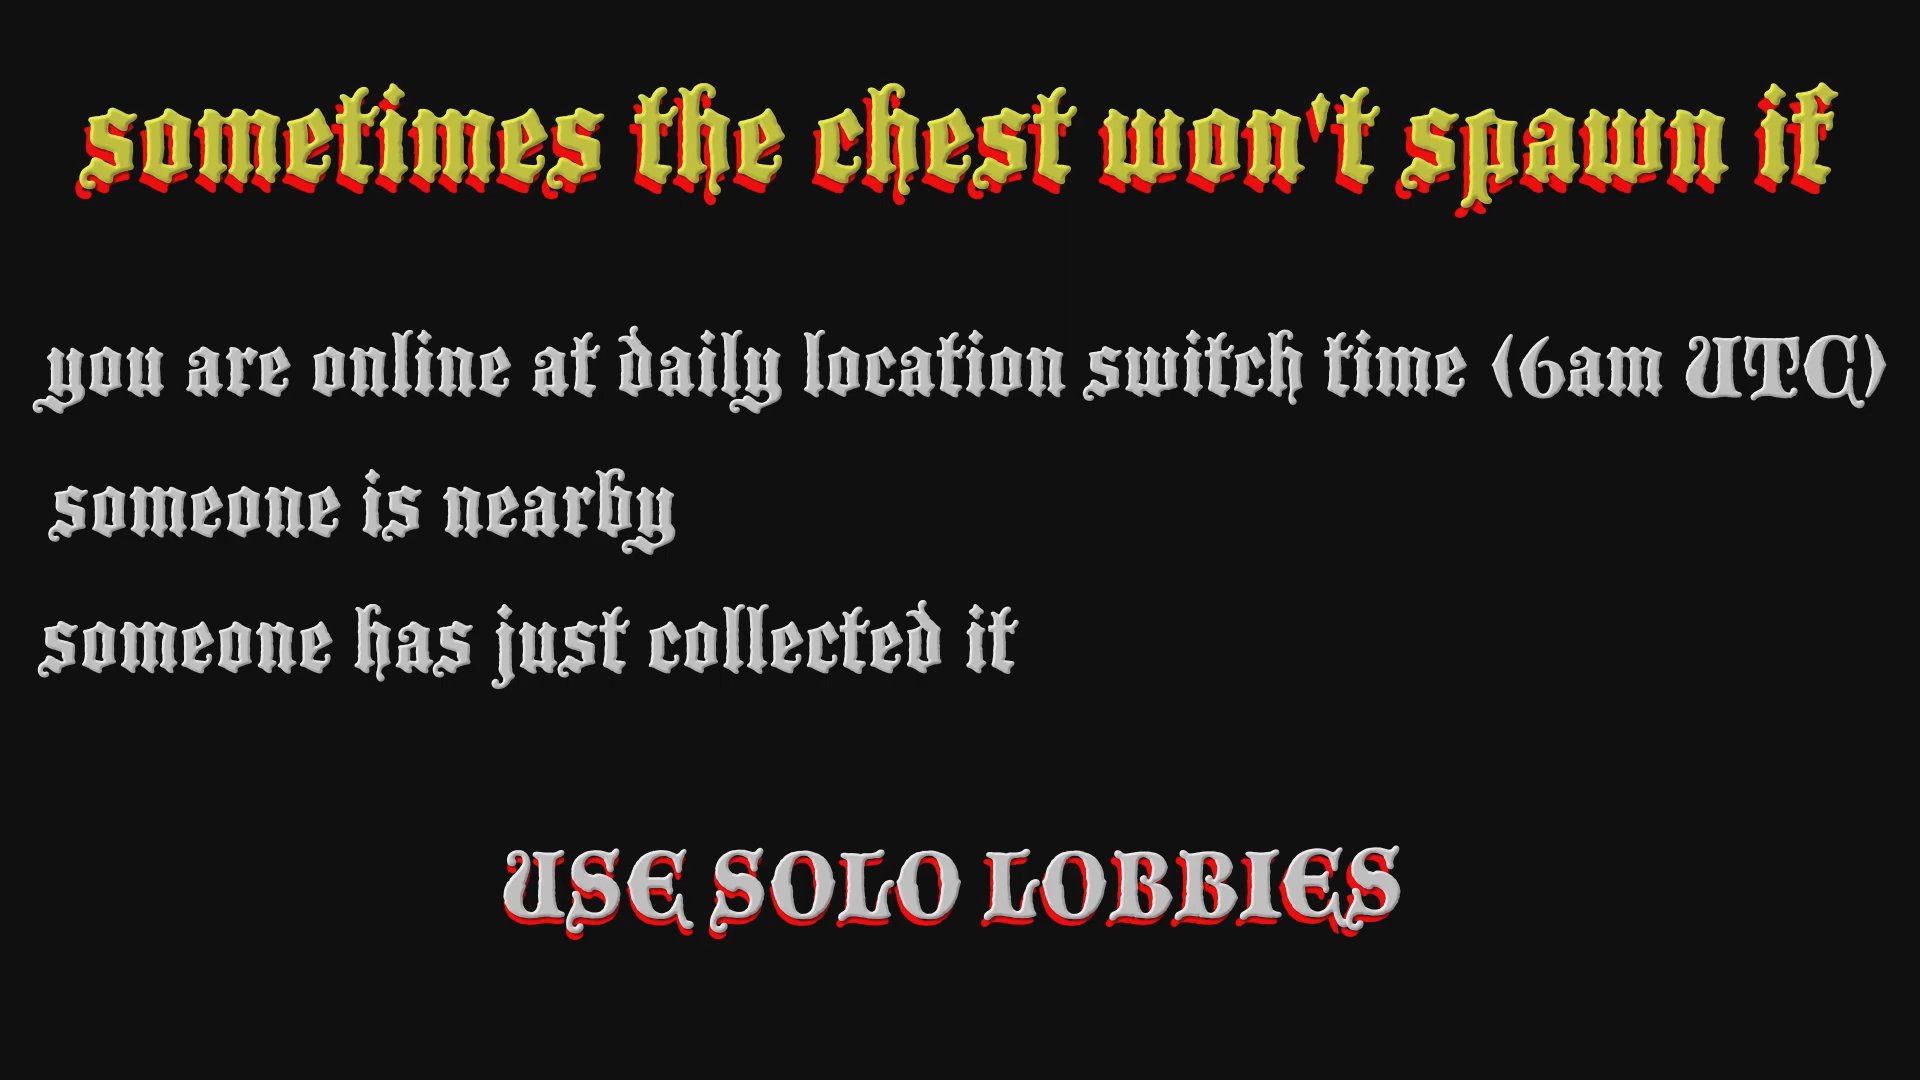 sometimes the chest won't spawn if
you are online at daily location switch time (6am UTC)
someone is nearby
someone has just collected it
USE SOLO LOBBIES